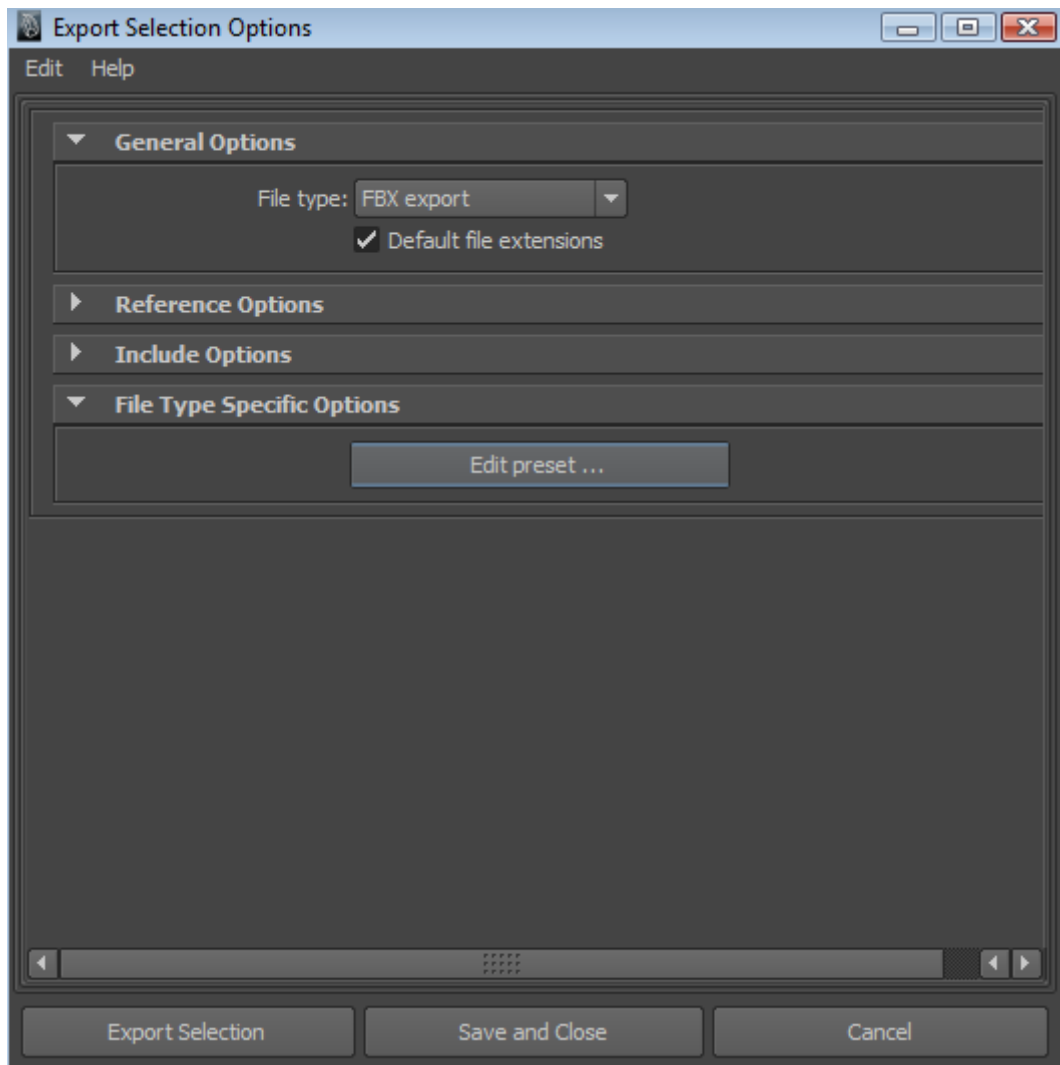 Export Selection Options
Edit Help
General Options
File type: FBX export
Default file extensions
Reference Options
Include Options
File Type Specific Options
Edit preset ...
Export Selection Save and Close Cancel